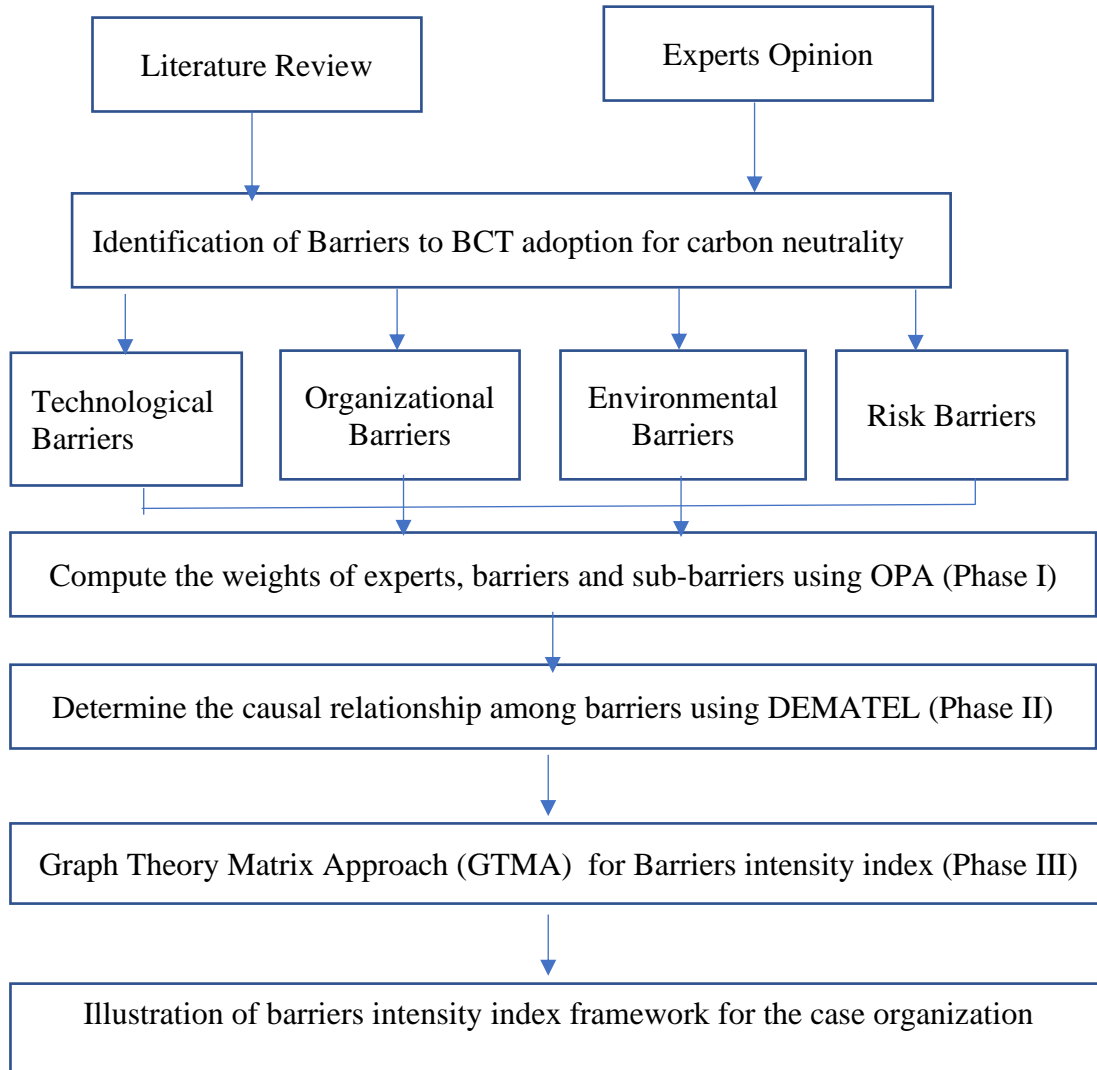 Literature Review
Experts Opinion
Identification of Barriers to BCT adoption for carbon neutrality
Technological
Barriers
Organizational
Barriers
Environmental
Barriers
Risk Barriers
Compute the weights of experts, barriers and sub-barriers using OPA (Phase I)
Determine the causal relationship among barriers using DEMATEL (Phase II)
Graph Theory Matrix Approach (GTMA)  for Barriers intensity index (Phase III)
Illustration of barriers intensity index framework for the case organization